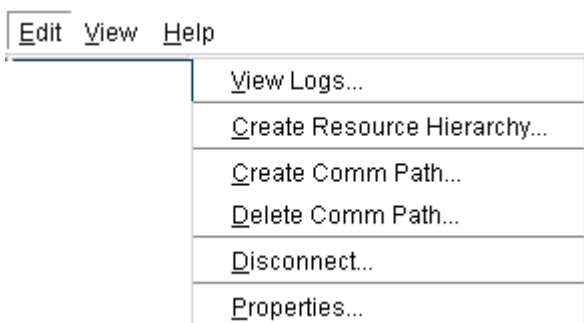 Edit View Help
View Logs...
Create Resource Hierarchy...
Create Comm Path...
Delete Comm Path...
Disconnect...
Properties...